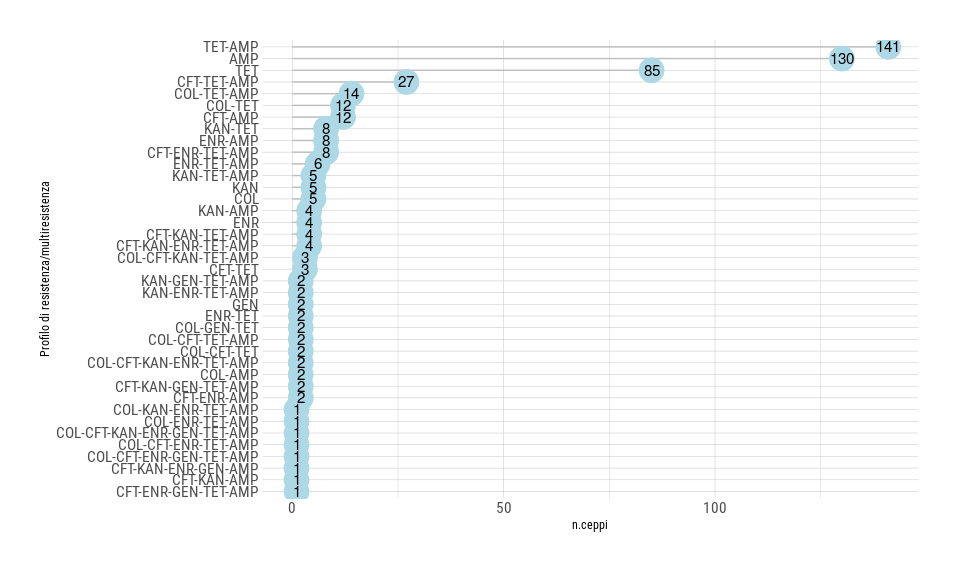 TET-AMP 141
AMP 130
TET 85
CFT-TET-AMP 27
COL-TET-AMP 14
COL-TET 12
CFT-AMP 12
KAN-TET 8
ENR-AMP 8
CFT-ENR-TET-AMP 8
ENR-TET-AMP 6
KAN-TET-AMP 5
KAN 5
COL 5
KAN-AMP 4
ENR 4
CFT-KAN-TET-AMP 4
CFT-KAN-ENR-TET-AMP 4
COL-CFT-KAN-TET-AMP 3
CFT-TET 3
KAN-GEN-TET-AMP 2
KAN-ENR-TET-AMP 2
GEN 2
ENR-TET 2
COL-GEN-TET 2
COL-CFT-TET-AMP 2
COL-CFT-TET 2
COL-CFT-KAN-ENR-TET-AMP 2
COL-AMP 2
CFT-KAN-GEN-TET-AMP 2
CFT-ENR-AMP 2
COL-KAN-ENR-TET-AMP 1
COL-ENR-TET-AMP 1
COL-CFT-KAN-ENR-GEN-TET-AMP 1
COL-CFT-ENR-TET-AMP 1
COL-CFT-ENR-GEN-TET-AMP 1
CFT-KAN-ENR-GEN-AMP 1
CFT-KAN-AMP 1
CFT-ENR-GEN-TET-AMP 1
0 50 100
n.ceppi
Profilo di resistenza/multiresistenza